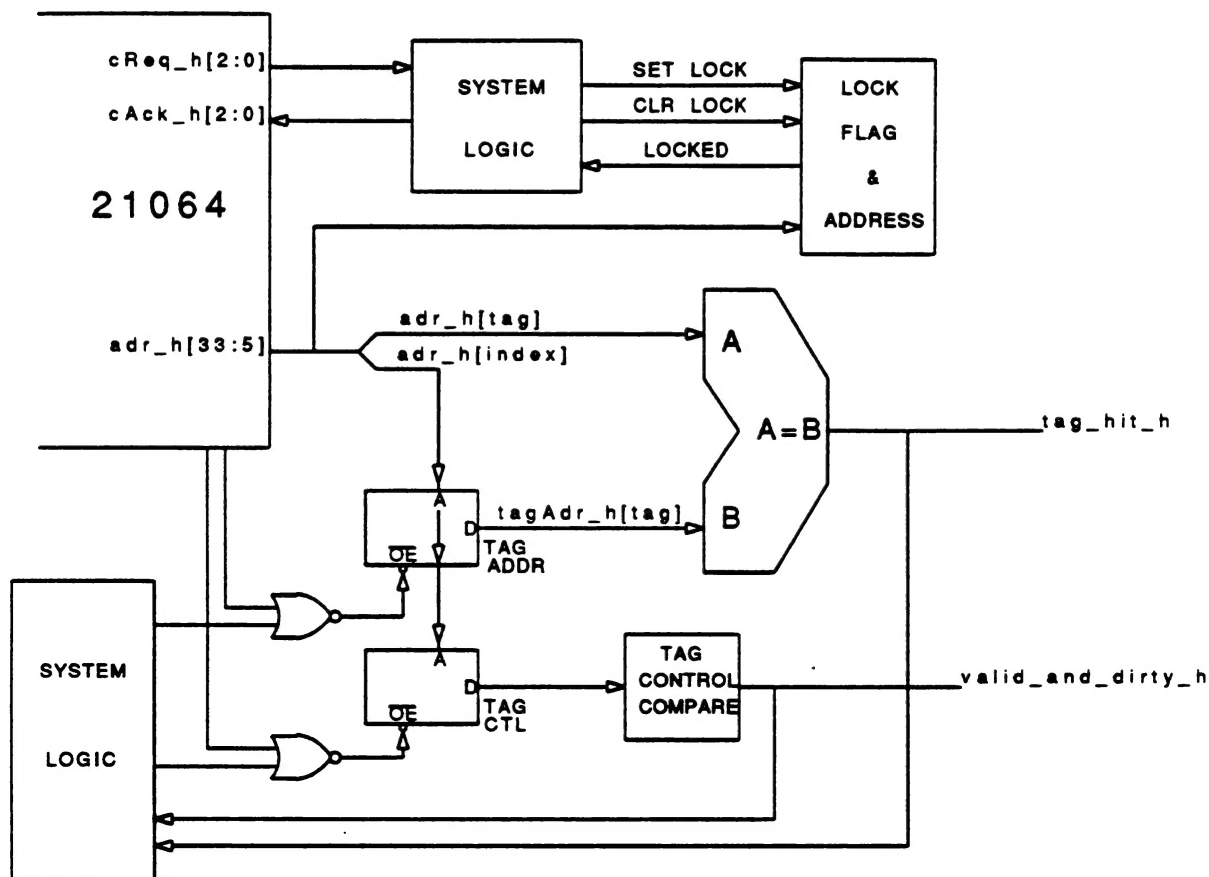 cReq_h[2:0]
cAck_h[2:0]
21064
adr_h[33:5]
SYSTEM
LOGIC
SET LOCK
CLR LOCK
LOCKED
LOCK
FLAG
&
ADDRESS
adr_h[tag]
adr_h[index]
A
A=B
B
tag_hit_h
A
D
OE
TAG
ADDR
tagAdr_h[tag]
SYSTEM
LOGIC
A
D
OE
TAG
CTL
TAG
CONTROL
COMPARE
valid_and_dirty_h